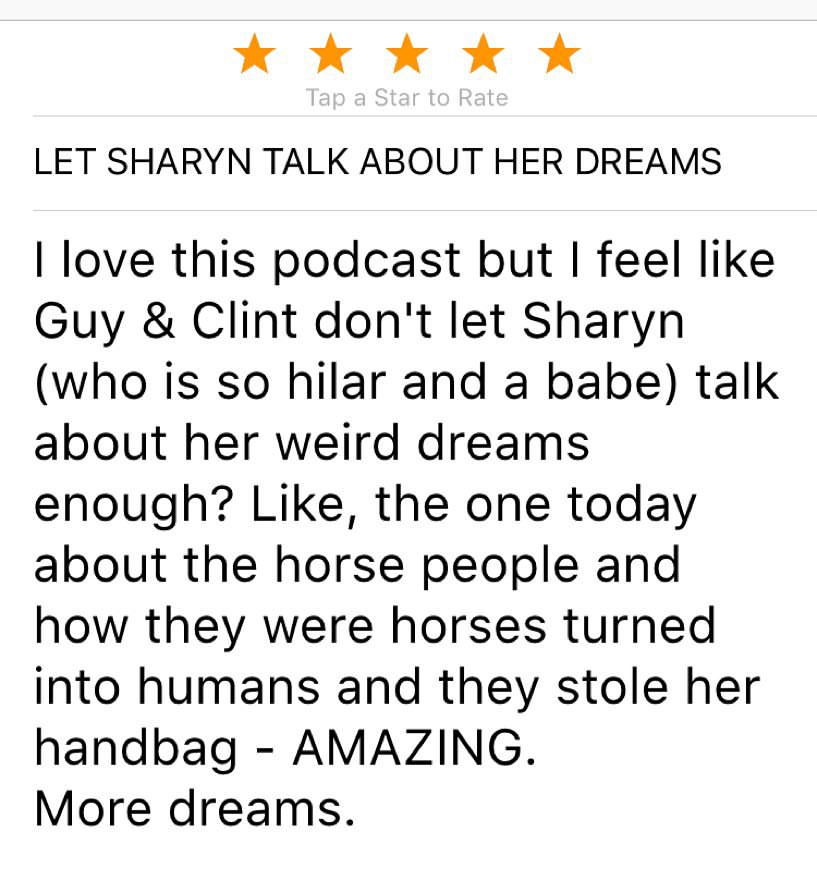 Tap a Star to Rate
LET SHARYN TALK ABOUT HER DREAMS
I love this podcast but I feel like
Guy & Clint don't let Sharyn
(who is so hilar and a babe) talk
about her weird dreams
enough? Like, the one today
about the horse people and
how they were horses turned
into humans and they stole her
handbag - AMAZING.
More dreams.